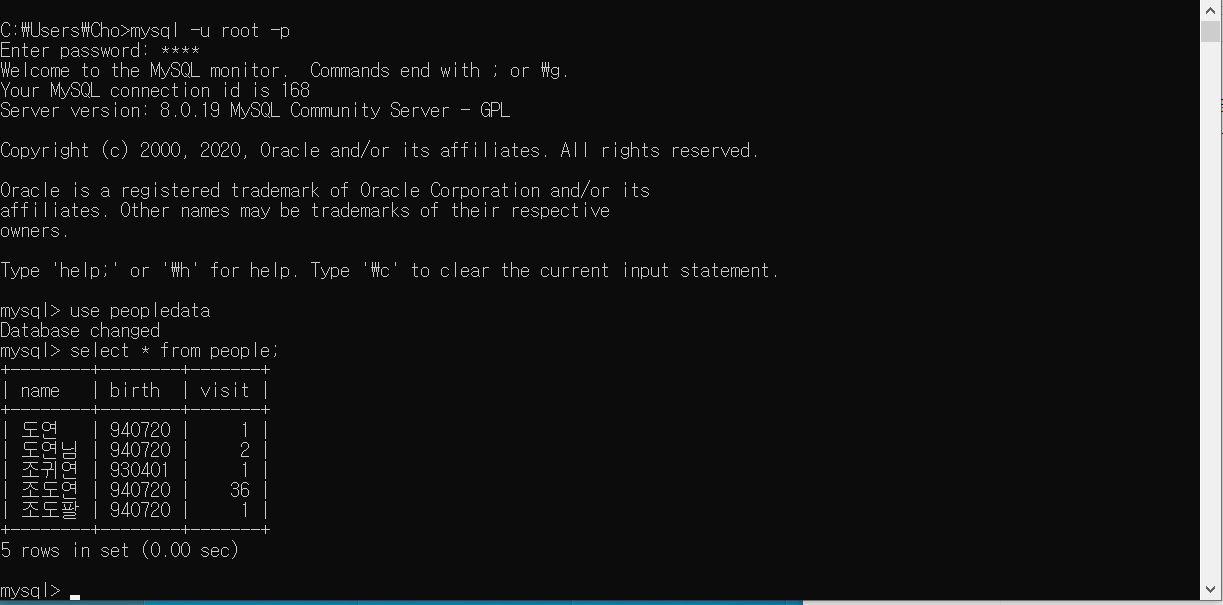 C:₩Users₩Cho>mysql -u root -p
Enter password: ****
Welcome to the MySQL monitor.  Commands end with ; or ₩g.
Your MySQL connection id is 168
Server version: 8.0.19 MySQL Community Server - GPL
Copyright (c) 2000, 2020, Oracle and/or its affiliates. All rights reserved.
Oracle is a registered trademark of Oracle Corporation and/or its
affiliates. Other names may be trademarks of their respective
owners.
Type 'help;' or '₩h' for help. Type '₩c' to clear the current input statement.
mysql> use peopledata
Database changed
mysql> select * from people;
+--------+--------+-------+
| name   | birth  | visit |
+--------+--------+-------+
| 도연   | 940720 |     1 |
| 도연님 | 940720 |     2 |
| 조귀연 | 930401 |     1 |
| 조도연 | 940720 |    36 |
| 조도팔 | 940720 |     1 |
+--------+--------+-------+
5 rows in set (0.00 sec)
mysql>